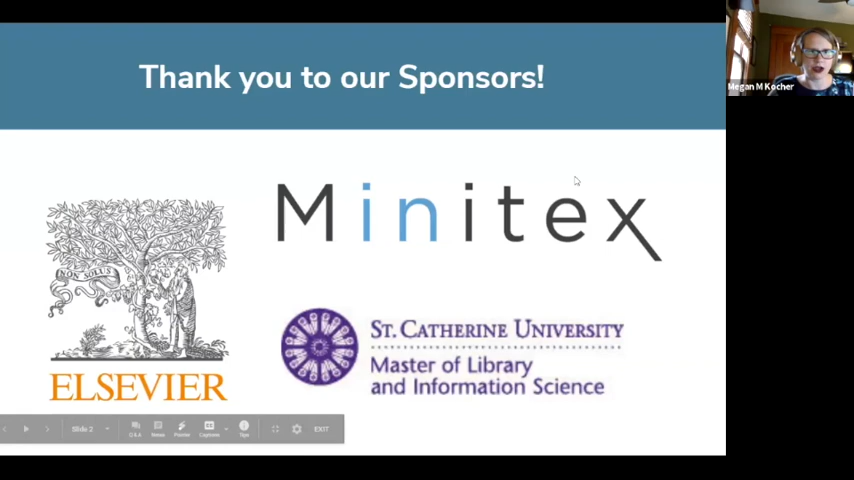 Thank you to our Sponsors!
Megan M Kocher
Minitex
NON SOLUS
ELSEVIER
ST. CATHERINE UNIVERSITY
Master of Library
and Information Science
Slide 2
Q&A Notes Pointer Captions Tips EXIT